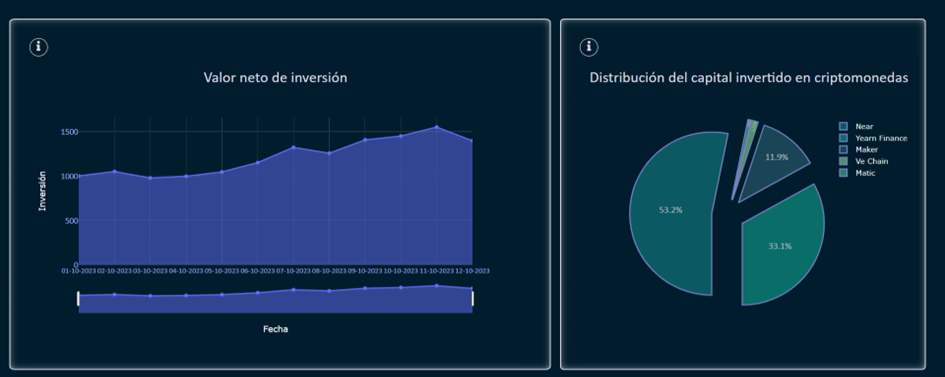 Valor neto de inversión
1500
1000
500
0
Inversión
01-10-2023 02-10-2023 03-10-2023 04-10-2023 05-10-2023 06-10-2023 07-10-2023 08-10-2023 09-10-2023 10-10-2023 11-10-2023 12-10-2023
Fecha
Distribución del capital invertido en criptomonedas
53.2%
11.9%
33.1%
Near
Yearn Finance
Maker
Ve Chain
Matic